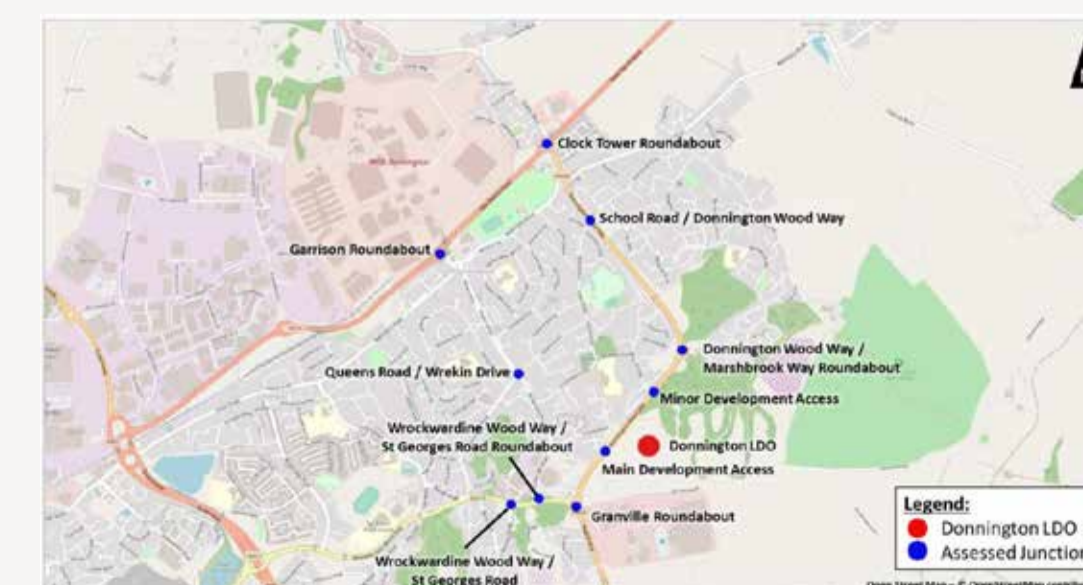 Clock Tower Roundabout
School Road / Donnington Wood Way
Garrison Roundabout
Donnington Wood Way /
Marshbrook Way Roundabout
Queens Road / Wrekin Drive
Minor Development Access
Wrockwardine Wood Way /
St Georges Road Roundabout
Donnington LDO
Main Development Access
Granville Roundabout
Wrockwardine Wood Way /
St Georges Road
Legend:
Donnington LDO
Assessed Junction